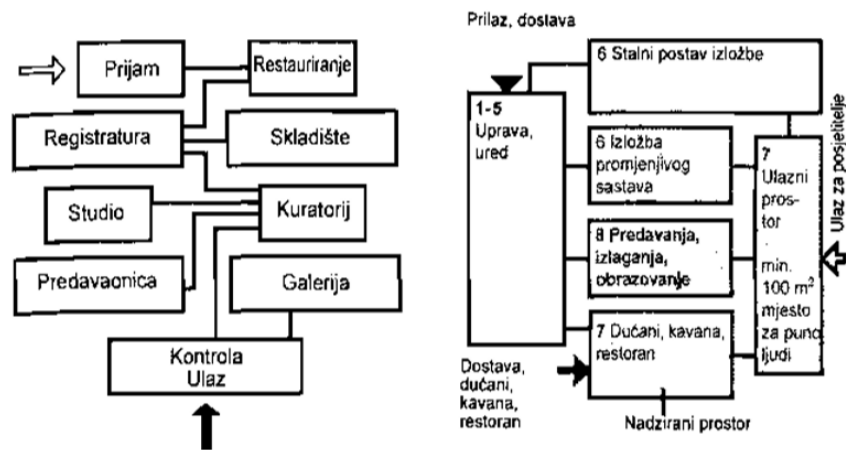 Prijam
Restauriranje
Registratura
Skladište
Studio
Kuratorij
Predavaonica
Galerija
Kontrola
Ulaz
Prilaz, dostava
6 Stalni postav izložbe
1-5
Uprava,
ured
6 Izložba
promjenjivog
sastava
8 Predavanja,
izlaganja,
obrazovanje
7 Dućani, kavana,
restoran
7
Ulazni
pros-
tor
min.
100 m²
mjesto
za puno
ljudi
Ulaz za posjetitelje
Dostava,
dućani,
kavana,
restoran
Nadzirani prostor